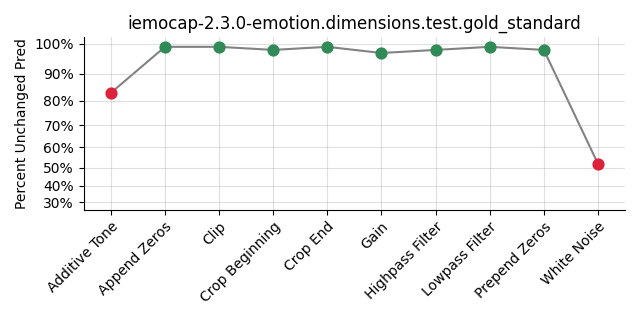 iemocap-2.3.0-emotion.dimensions.test.gold_standard
Percent Unchanged Pred
100%
90%
80%
70%
60%
50%
40%
30%
Additive Tone
Append Zeros
Clip
Crop Beginning
Crop End
Gain
Highpass Filter
Lowpass Filter
Prepend Zeros
White Noise